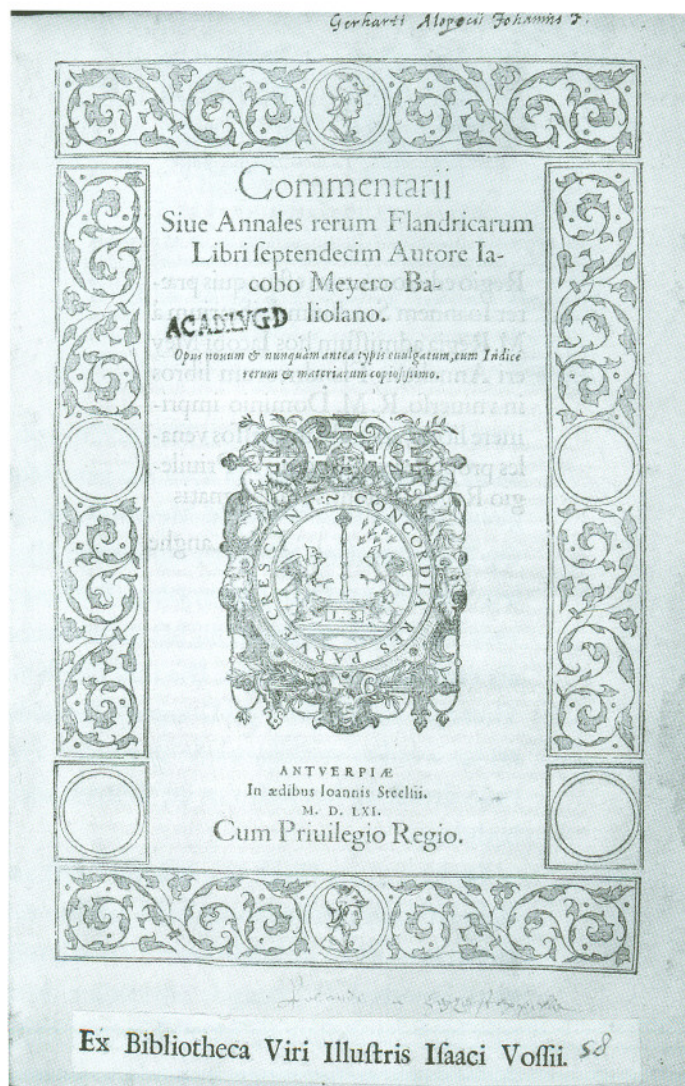 Gerharti Alopecii Johannis F.
Commentarii
Siue Annales rerum Flandricarum
Libri ſeptendecim Autore Ia-
cobo Meyero Ba-
liolano.
ACAD.LVGD
Opus nouum & nunquàm antea typis euulgatum, cum Indice
rerum & materiarum copioſiſsimo.
CONCORDIA RES PARVÆ CRESCVNT
I. S.
ANTVERPIÆ
In ædibus Ioannis Steelſii.
M. D. LXI.
Cum Priuilegio Regio.
Ex Bibliotheca Viri Illuſtris Iſaaci Voſſii. 58